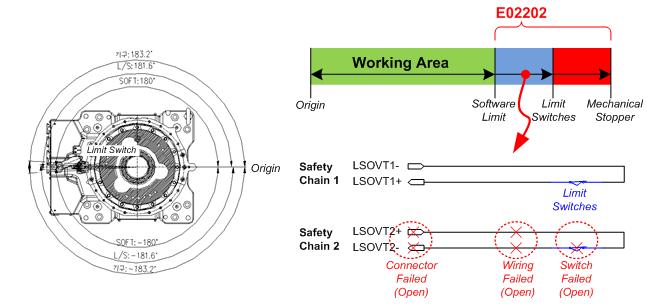 기구:183.2°
L/S:181.6°
SOFT:180°
Limit Switch
Origin
SOFT:-180°
L/S:-181.6°
기구:-183.2°
E02202
Working Area
Origin
Software Limit
Limit Switches
Mechanical Stopper
Safety Chain 1
LSOVT1-
LSOVT1+
Limit Switches
Safety Chain 2
LSOVT2+
LSOVT2-
Connector Failed (Open)
Wiring Failed (Open)
Switch Failed (Open)